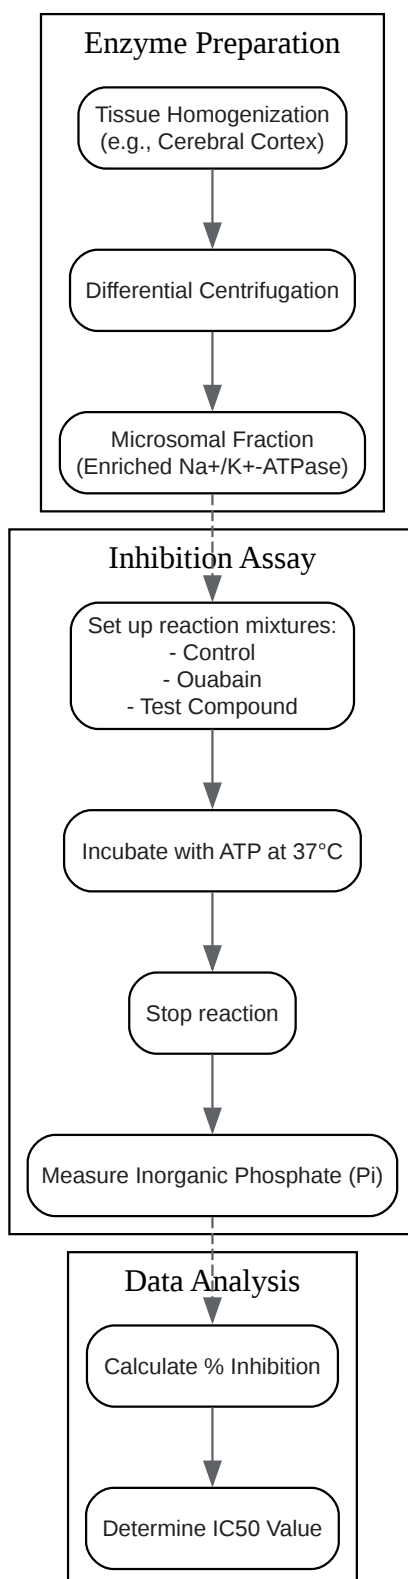 Enzyme Preparation
Tissue Homogenization
(e.g., Cerebral Cortex)
Differential Centrifugation
Microsomal Fraction
(Enriched Na+/K+-ATPase)
Inhibition Assay
Set up reaction mixtures:
- Control
- Ouabain
- Test Compound
Incubate with ATP at 37°C
Stop reaction
Measure Inorganic Phosphate (Pi)
Data Analysis
Calculate % Inhibition
Determine IC50 Value